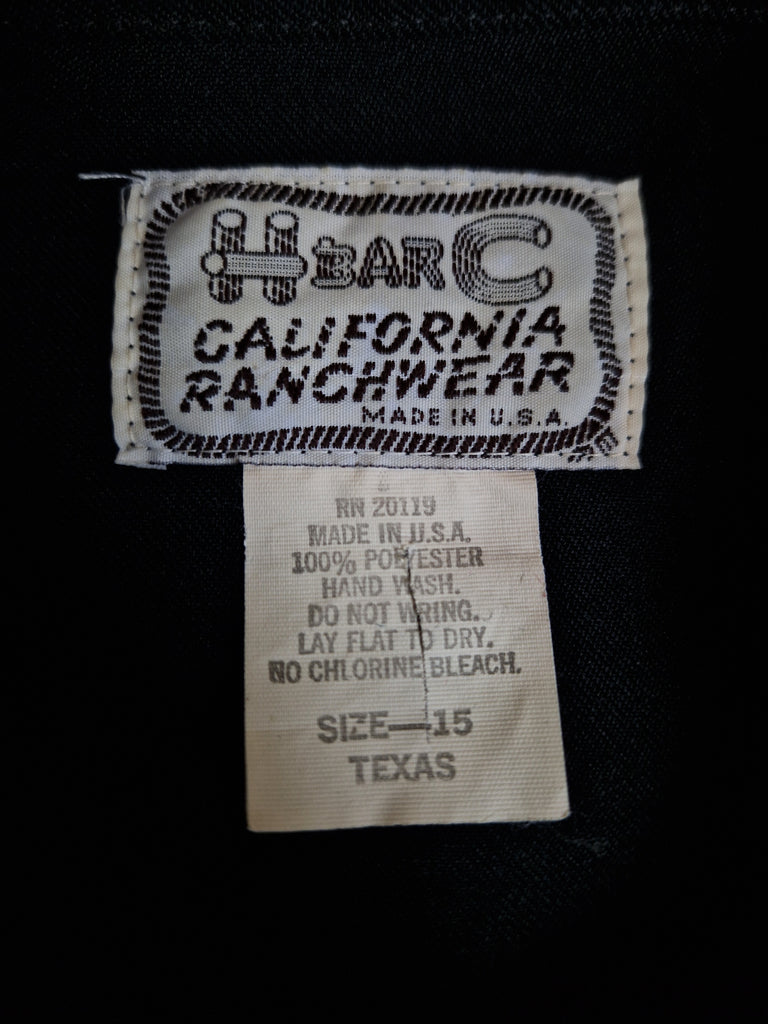 H BAR C
CALIFORNIA
RANCHWEAR
MADE IN U.S.A.
RN 20119
MADE IN U.S.A.
100% POLYESTER
HAND WASH.
DO NOT WRING.
LAY FLAT TO DRY.
NO CHLORINE BLEACH.
SIZE—15
TEXAS